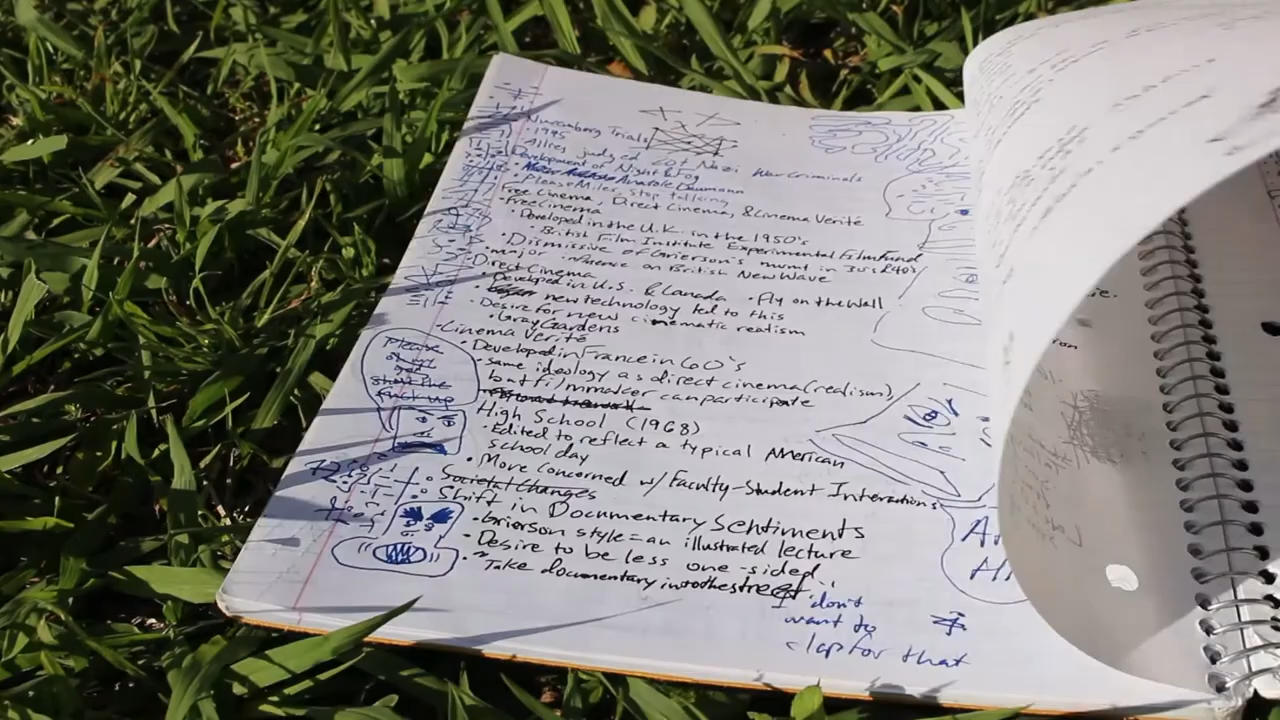 Nuremberg Trials
• 1945
• Allies judged 607 Nazi War Criminals
Development of Night & Fog
Anatole Daumann
• Please Miles, stop talking
Free Cinema, Direct Cinema, & Cinema Verité
• Free Cinema
• Developed in the U.K. in the 1950's
• British Film Institute Experimental Film Fund
• Dismissive of Grierson's mvmt in 30's & 40's
• major influence on British New Wave
• Direct Cinema
• Developed in U.S. & Canada • Fly on the Wall
new technology led to this
• Desire for new cinematic realism
• Gray Gardens
• Cinema Verité
• Developed in France in 60's
• same ideology as direct cinema (realism),
but filmmaker can participate
High School (1968)
• Edited to reflect a typical American
school day
• More concerned w/ Faculty-Student Interactions
• Societal Changes
• Shift in Documentary Sentiments
• Grierson style = an illustrated lecture
• Desire to be less one-sided
• "Take documentary into the street"
Please
oh my
god
shut the
fuck up
72
I don't
want to
clap for that